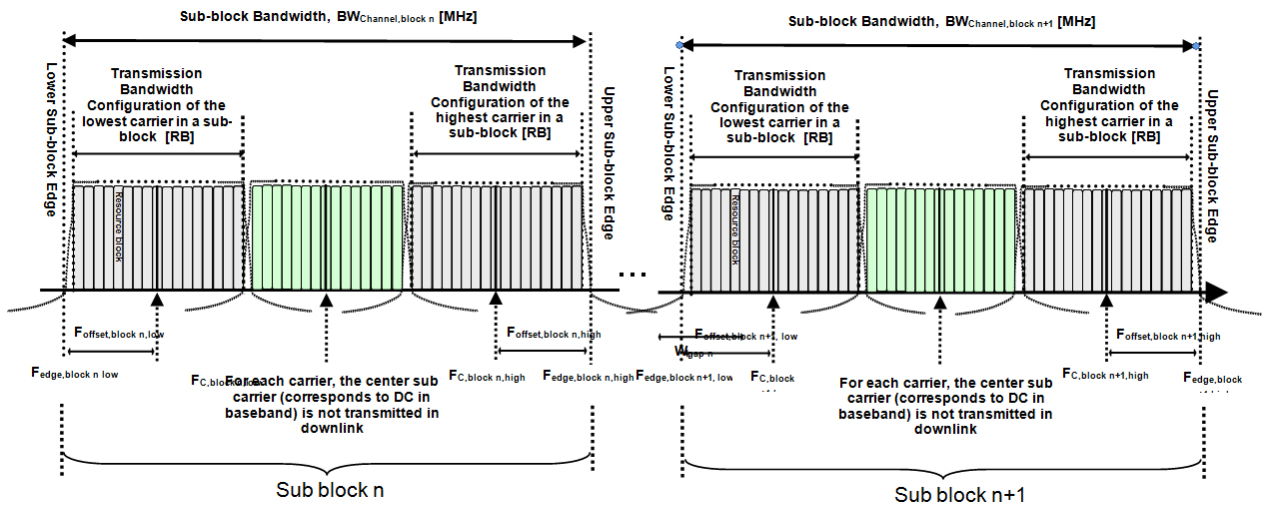 Sub-block Bandwidth, BWChannel,block n [MHz]
Lower Sub-block Edge
Transmission
Bandwidth
Configuration of the
lowest carrier in a sub-
block [RB]
Transmission
Bandwidth
Configuration of the
highest carrier in a
sub-block [RB]
Upper Sub-block Edge
Resource block
Foffset,block n,low
Foffset,block n,high
Fedge,block n low
FC,block n,low
FC,block n,high
Fedge,block n,high
For each carrier, the center sub
carrier (corresponds to DC in
baseband) is not transmitted in
downlink
Sub block n
...
Sub-block Bandwidth, BWChannel,block n+1 [MHz]
Lower Sub-block Edge
Transmission
Bandwidth
Configuration of the
lowest carrier in a
sub-block [RB]
Transmission
Bandwidth
Configuration of the
highest carrier in a
sub-block [RB]
Upper Sub-block Edge
Resource block
Foffset,block n+1, low
Wgap n
Foffset,block n+1,high
Fedge,block n+1, low
FC,block
FC,block n+1,high
Fedge,block
For each carrier, the center sub
carrier (corresponds to DC in
baseband) is not transmitted in
downlink
Sub block n+1